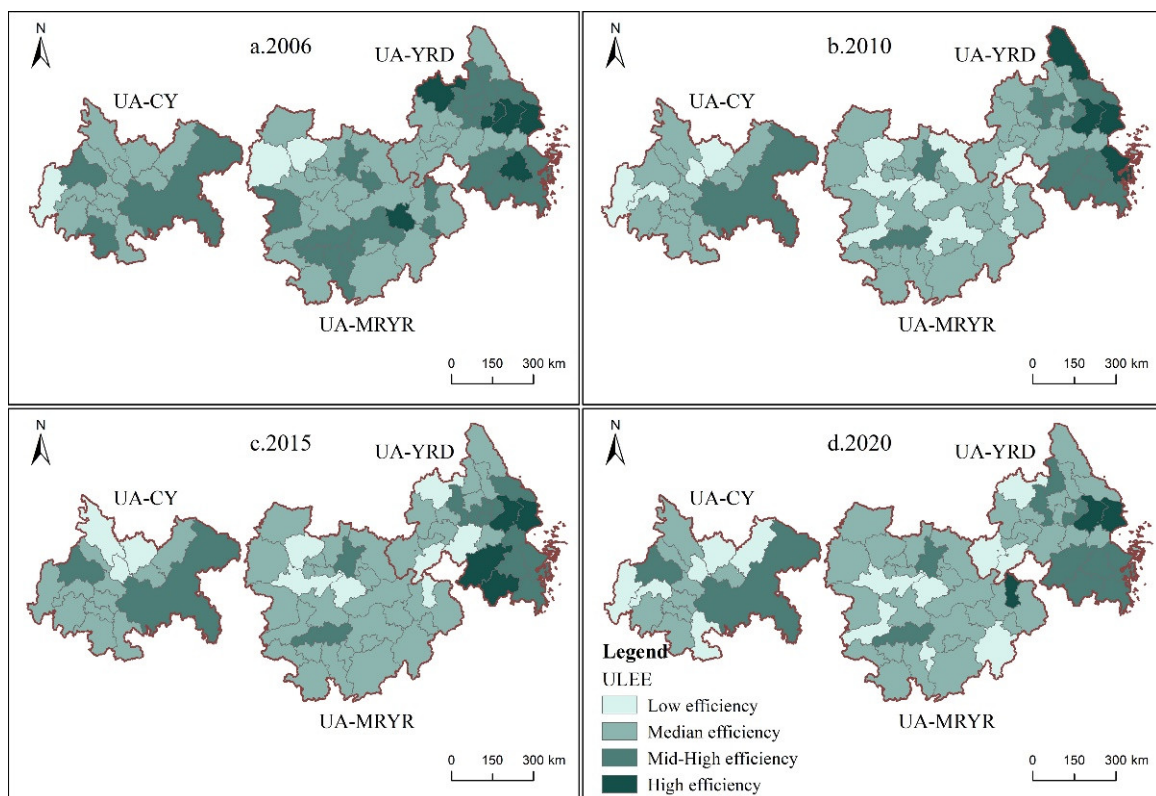 N
a.2006
UA-YRD
UA-CY
UA-MRYR
0 150 300 km
N
b.2010
UA-YRD
UA-CY
UA-MRYR
0 150 300 km
N
c.2015
UA-YRD
UA-CY
UA-MRYR
0 150 300 km
N
d.2020
UA-YRD
UA-CY
Legend
ULEE
Low efficiency
Median efficiency
Mid-High efficiency
High efficiency
UA-MRYR
0 150 300 km